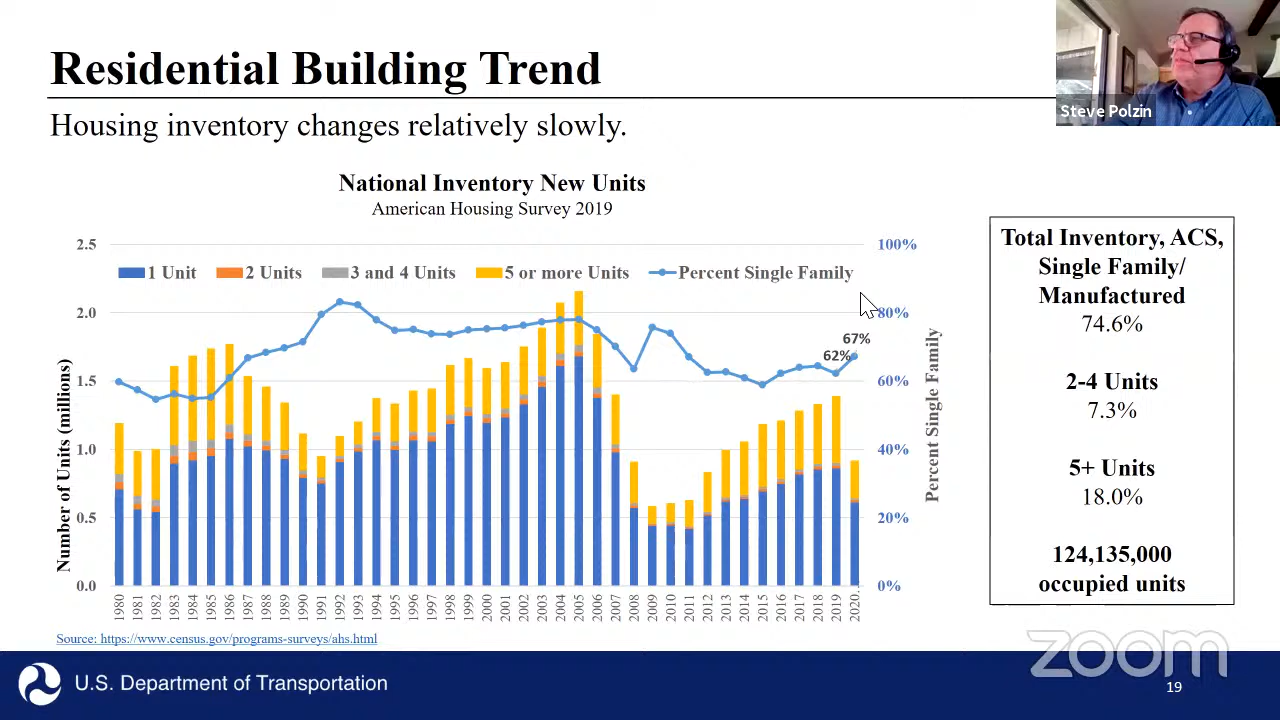 Residential Building Trend
Steve Polzin
Housing inventory changes relatively slowly.
National Inventory New Units
American Housing Survey 2019
2.5
2.0
1.5
1.0
0.5
0.0
Number of Units (millions)
1 Unit
2 Units
3 and 4 Units
5 or more Units
Percent Single Family
100%
80%
60%
40%
20%
0%
Percent Single Family
67%
62%
1980
1981
1982
1983
1984
1985
1986
1987
1988
1989
1990
1991
1992
1993
1994
1995
1996
1997
1998
1999
2000
2001
2002
2003
2004
2005
2006
2007
2008
2009
2010
2011
2012
2013
2014
2015
2016
2017
2018
2019
2020.
Total Inventory, ACS,
Single Family/
Manufactured
74.6%
2-4 Units
7.3%
5+ Units
18.0%
124,135,000
occupied units
Source: https://www.census.gov/programs-surveys/ahs.html
zoom
U.S. Department of Transportation
19